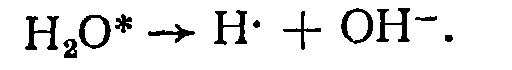 H₂O* → H· + OH⁻.